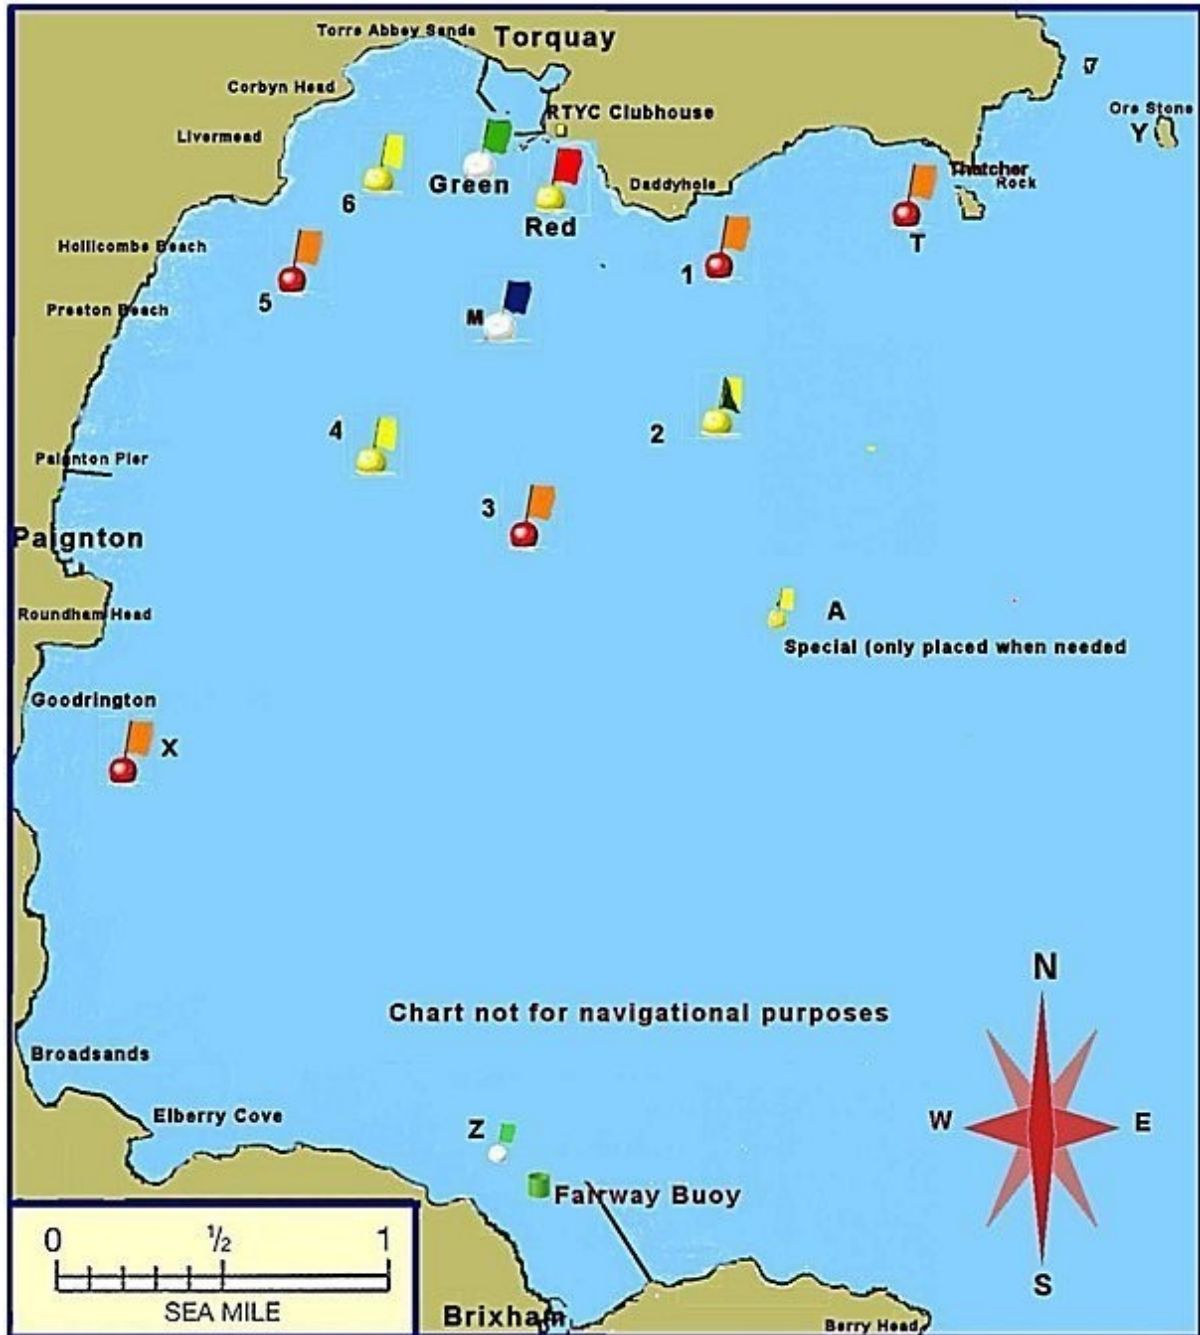 Torre Abbey Sands
Torquay
Corbyn Head
Ore Stone
RTYC Clubhouse
Livermead
Y
Green
Thatcher
Rock
Daddyhole
6
Red
T
Hollicombe Beach
1
5
Preston Beach
M
4
2
Paignton Pier
3
Paignton
A
Roundham Head
Special (only placed when needed
Goodrington
X
N
Chart not for navigational purposes
Broadsands
Elberry Cove
W
E
Z
Fairway Buoy
0 ½ 1
SEA MILE
S
Brixham
Berry Head